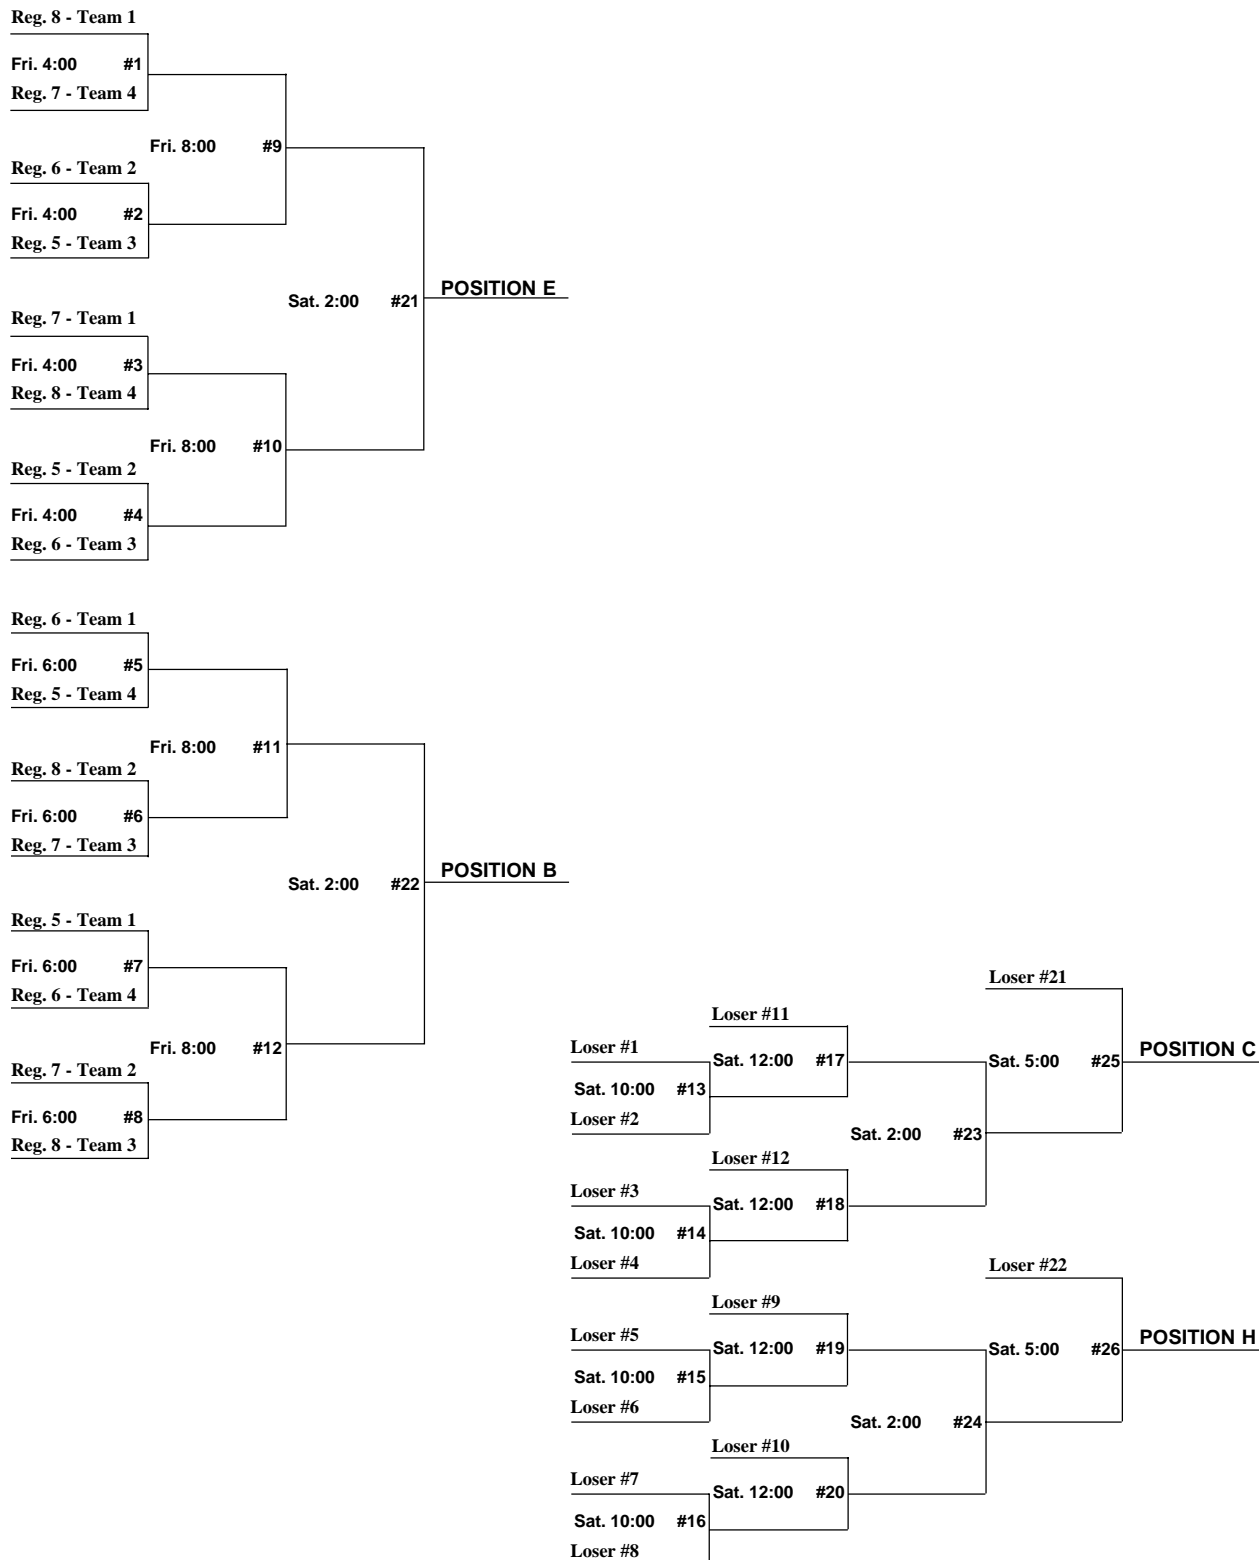 Reg. 8 - Team 1
Fri. 4:00 #1
Reg. 7 - Team 4
Fri. 8:00 #9
Reg. 6 - Team 2
Fri. 4:00 #2
Reg. 5 - Team 3
Sat. 2:00 #21
POSITION E
Reg. 7 - Team 1
Fri. 4:00 #3
Reg. 8 - Team 4
Fri. 8:00 #10
Reg. 5 - Team 2
Fri. 4:00 #4
Reg. 6 - Team 3
Reg. 6 - Team 1
Fri. 6:00 #5
Reg. 5 - Team 4
Fri. 8:00 #11
Reg. 8 - Team 2
Fri. 6:00 #6
Reg. 7 - Team 3
Sat. 2:00 #22
POSITION B
Reg. 5 - Team 1
Fri. 6:00 #7
Reg. 6 - Team 4
Fri. 8:00 #12
Reg. 7 - Team 2
Fri. 6:00 #8
Reg. 8 - Team 3
Loser #21
Loser #11
Loser #1
Sat. 12:00 #17
Sat. 5:00 #25
POSITION C
Sat. 10:00 #13
Loser #2
Sat. 2:00 #23
Loser #12
Loser #3
Sat. 12:00 #18
Sat. 10:00 #14
Loser #4
Loser #22
Loser #9
Loser #5
Sat. 12:00 #19
Sat. 5:00 #26
POSITION H
Sat. 10:00 #15
Loser #6
Sat. 2:00 #24
Loser #10
Loser #7
Sat. 12:00 #20
Sat. 10:00 #16
Loser #8